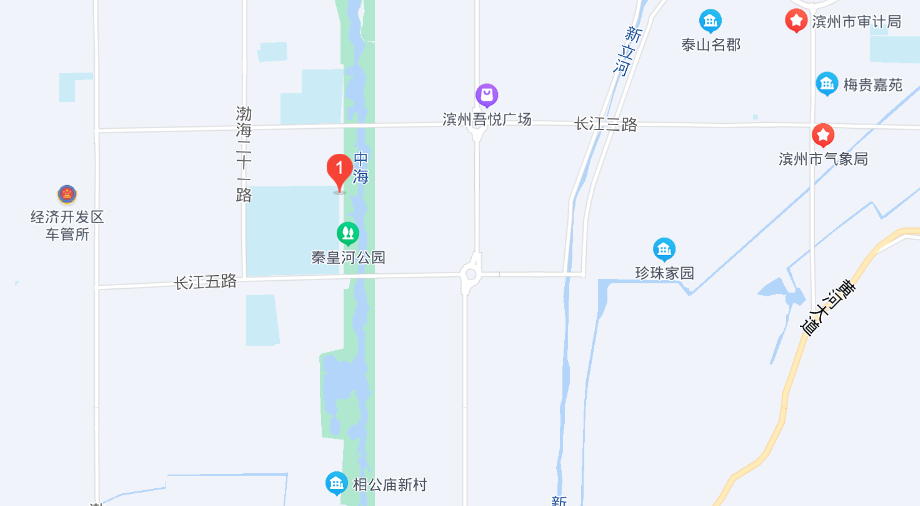 滨州市审计局
新立河
泰山名郡
梅贵嘉苑
渤海二十一路
滨州吾悦广场
长江三路
中海
滨州市气象局
1
经济开发区
车管所
秦皇河公园
珍珠家园
长江五路
黄河大道
相公庙新村
新